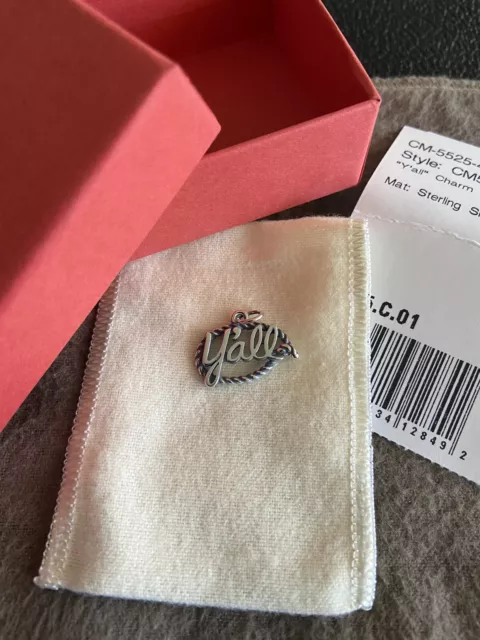 CM-5525-
Style: CM5
"Y'all" Charm
Mat: Sterling S
.C.01
34128492
Y'all